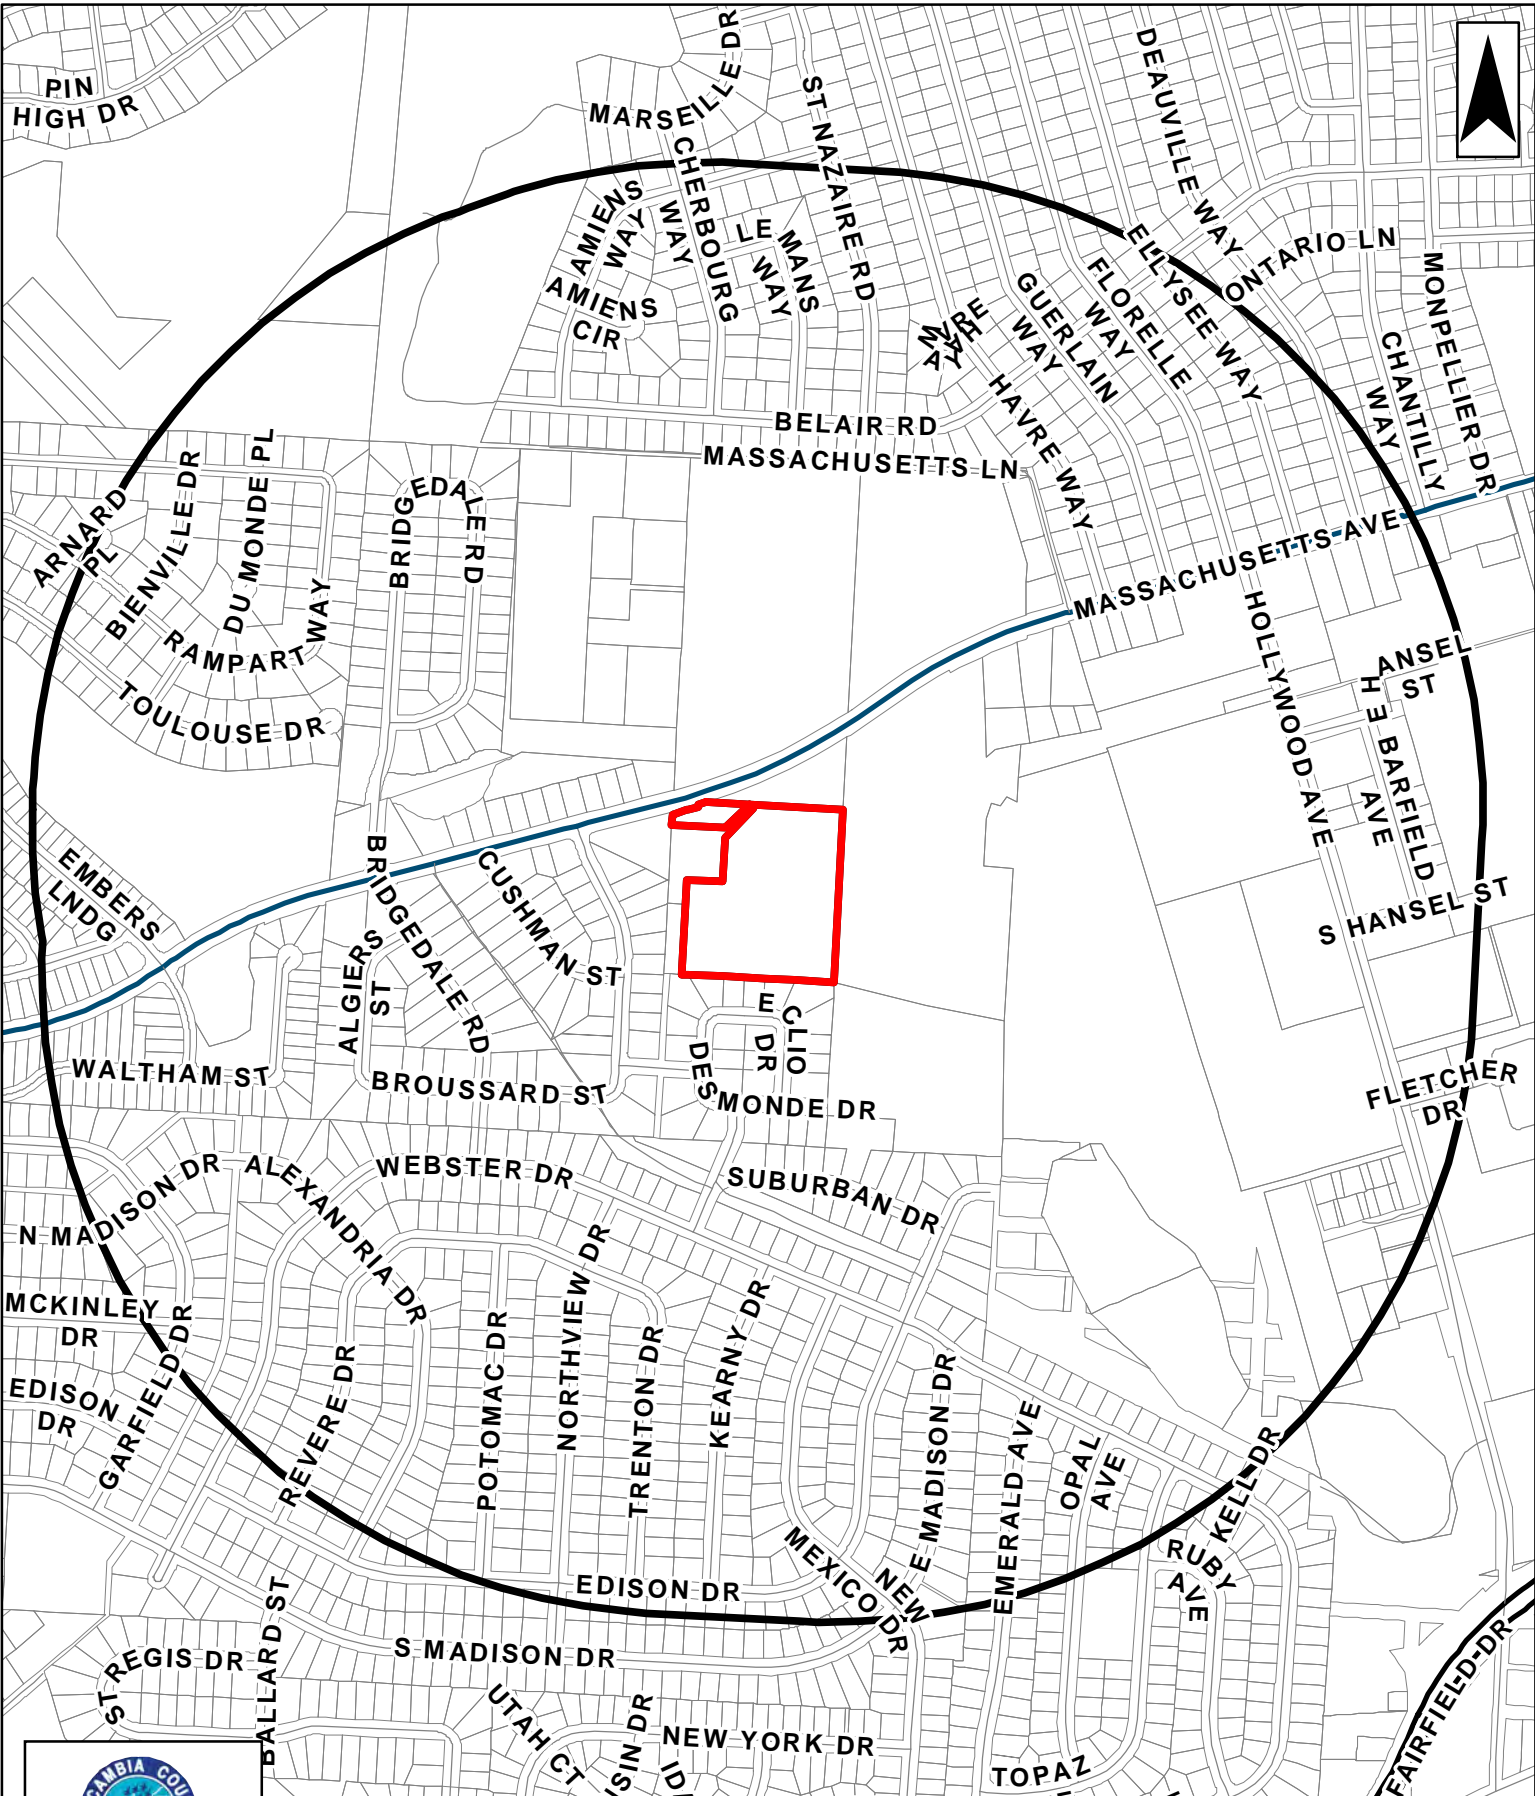 PIN
HIGH DR
MARSEILLE DR
ST NAZAIRE RD
DEAUVILLE WAY
CHERBOURG
WAY
AMIENS
WAY
LE MANS
WAY
AMIENS
CIR
ELLYSEE WAY
ONTARIO LN
MONPELLIER DR
GUERLAIN
WAY
FLORELLE
WAY
CHANTILLY
WAY
HAVRE WAY
BELAIR RD
MASSACHUSETTS LN
MASSACHUSETTS AVE
ARNARD
PL
BIENVILLE DR
DU MONDE PL
RAMPART
WAY
TOULOUSE DR
BRIDGEDALE RD
HOLLYWOOD AVE
HANSEL
ST
E BARFIELD
AVE
S HANSEL ST
EMBERS
LNDG
BRIDGEDALE RD
CUSHMAN ST
ALGIERS
ST
WALTHAM ST
BROUSSARD ST
E CLIO
DR
DESMONDE DR
FLETCHER
DR
N MADISON DR
ALEXANDRIA DR
WEBSTER DR
SUBURBAN DR
MCKINLEY
DR
EDISON
DR
GARFIELD DR
REVERE DR
POTOMAC DR
NORTHVIEW DR
TRENTON DR
KEARNY DR
E MADISON DR
EMERALD AVE
OPAL
AVE
KELL DR
RUBY
AVE
NEW
MEXICO DR
EDISON DR
S MADISON DR
ST REGIS DR
BALLARD ST
UTAH CT
SIN DR
NEW YORK DR
TOPAZ
FAIRFIELD DR
AMBIA COU